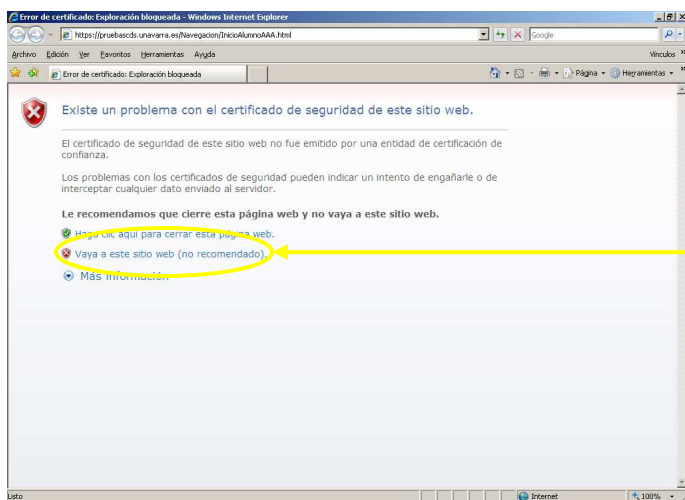 Error de certificado: Exploración bloqueada - Windows Internet Explorer
https://pruebascds.unavarra.es/Navegacion/InicioAlumnoAAA.html
Google
Archivo Edición Ver Favoritos Herramientas Ayuda
Vínculos
Error de certificado: Exploración bloqueada
Página
Herramientas
Existe un problema con el certificado de seguridad de este sitio web.
El certificado de seguridad de este sitio web no fue emitido por una entidad de certificación de
confianza.
Los problemas con los certificados de seguridad pueden indicar un intento de engañarle o de
interceptar cualquier dato enviado al servidor.
Le recomendamos que cierre esta página web y no vaya a este sitio web.
Haga clic aquí para cerrar esta página web.
Vaya a este sitio web (no recomendado).
Más información
Listo
Internet
100%